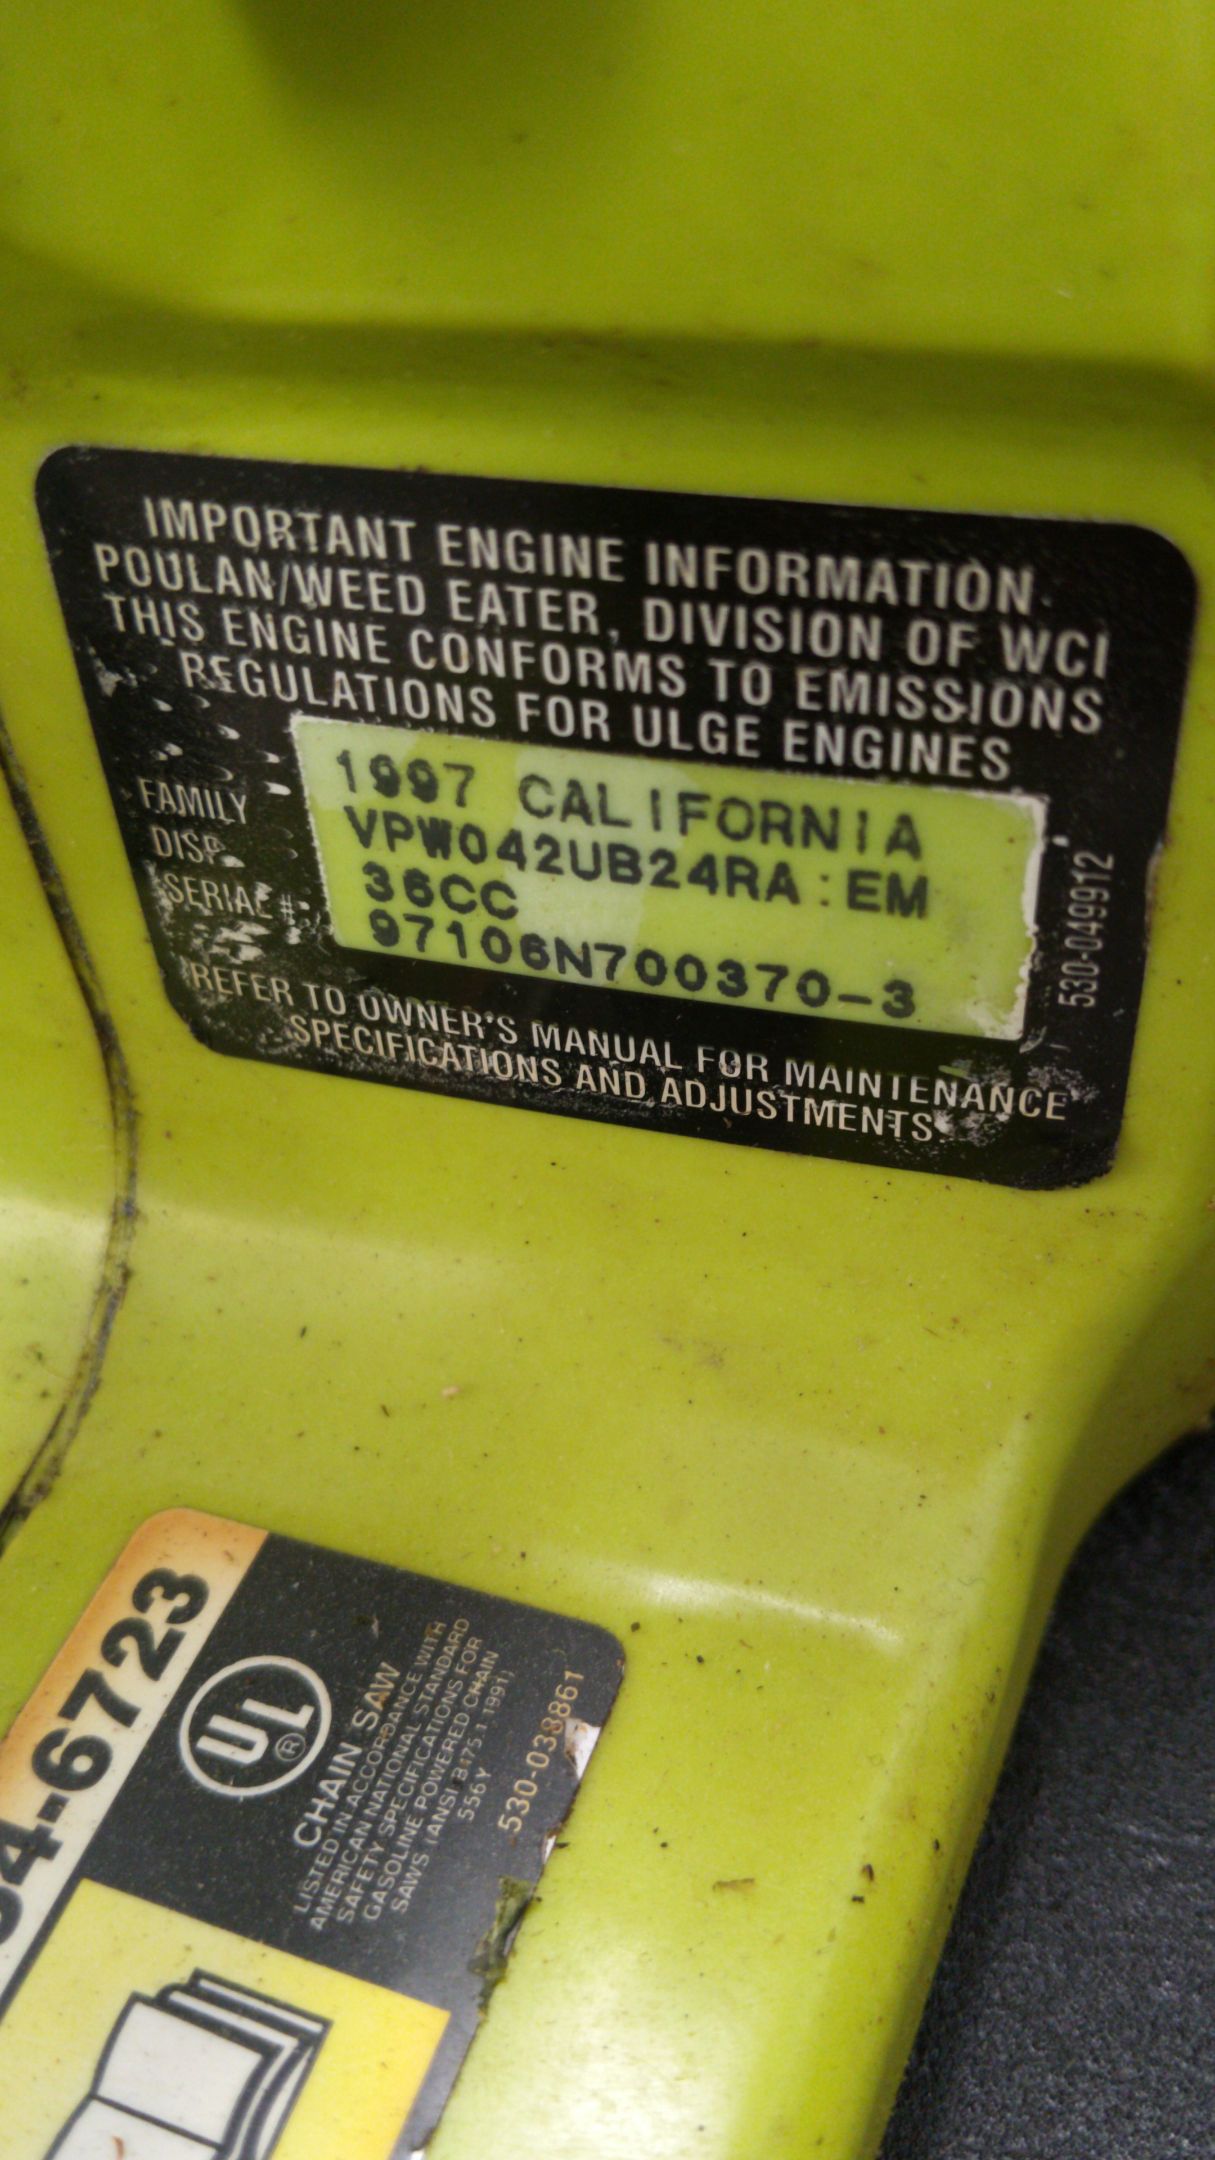 IMPORTANT ENGINE INFORMATION
POULAN/WEED EATER, DIVISION OF WCI
THIS ENGINE CONFORMS TO EMISSIONS
REGULATIONS FOR ULGE ENGINES
1997 CALIFORNIA
FAMILY VPW042UB24RA:EM
DISP. 36CC
SERIAL #: 97106N700370-3
REFER TO OWNER'S MANUAL FOR MAINTENANCE
SPECIFICATIONS AND ADJUSTMENTS.
530-049912
4-6723
UL ®
CHAIN SAW
LISTED IN ACCORDANCE WITH
AMERICAN NATIONAL STANDARD
SAFETY SPECIFICATIONS FOR
GASOLINE POWERED CHAIN
SAWS (ANSI B175.1 1991)
556Y
530-038861